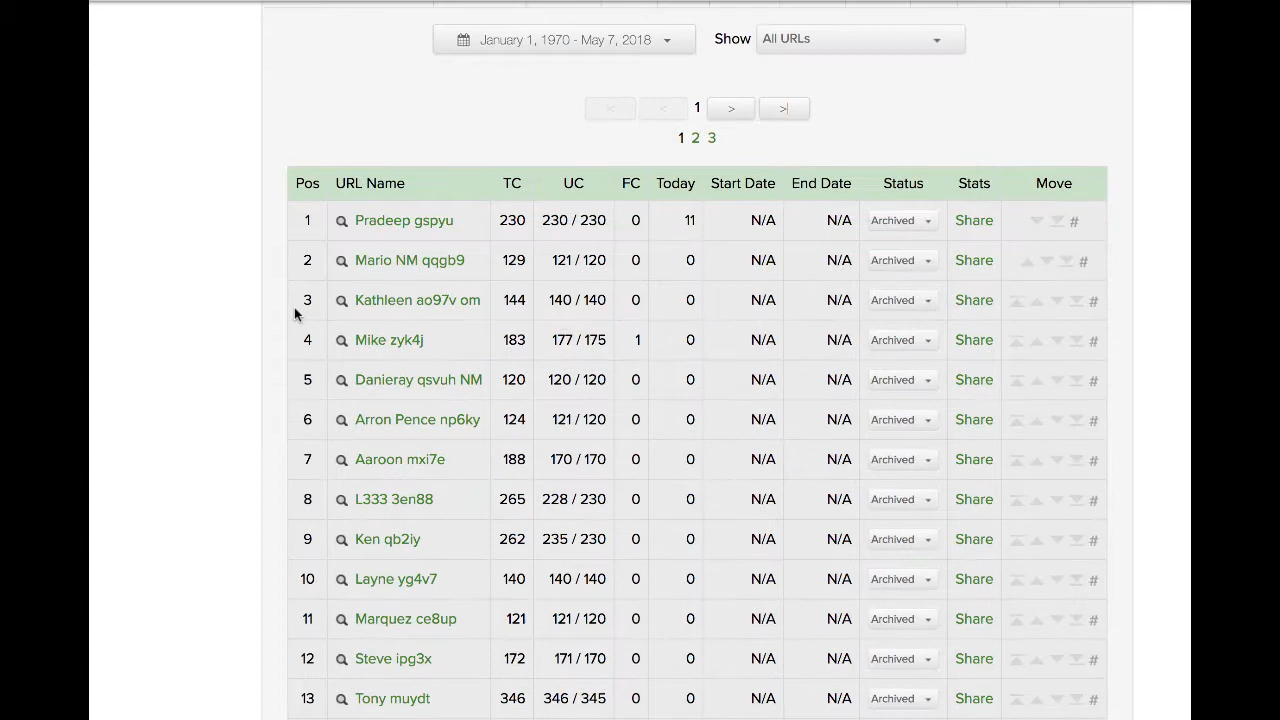 January 1, 1970 - May 7, 2018 Show All URLs
|< < 1 > >|
1 2 3
Pos URL Name TC UC FC Today Start Date End Date Status Stats Move
1 Pradeep gspyu 230 230 / 230 0 11 N/A N/A Archived Share #
2 Mario NM qqgb9 129 121 / 120 0 0 N/A N/A Archived Share #
3 Kathleen ao97v om 144 140 / 140 0 0 N/A N/A Archived Share #
4 Mike zyk4j 183 177 / 175 1 0 N/A N/A Archived Share #
5 Danieray qsvuh NM 120 120 / 120 0 0 N/A N/A Archived Share #
6 Arron Pence np6ky 124 121 / 120 0 0 N/A N/A Archived Share #
7 Aaroon mxi7e 188 170 / 170 0 0 N/A N/A Archived Share #
8 L333 3en88 265 228 / 230 0 0 N/A N/A Archived Share #
9 Ken qb2iy 262 235 / 230 0 0 N/A N/A Archived Share #
10 Layne yg4v7 140 140 / 140 0 0 N/A N/A Archived Share #
11 Marquez ce8up 121 121 / 120 0 0 N/A N/A Archived Share #
12 Steve ipg3x 172 171 / 170 0 0 N/A N/A Archived Share #
13 Tony muydt 346 346 / 345 0 0 N/A N/A Archived Share #